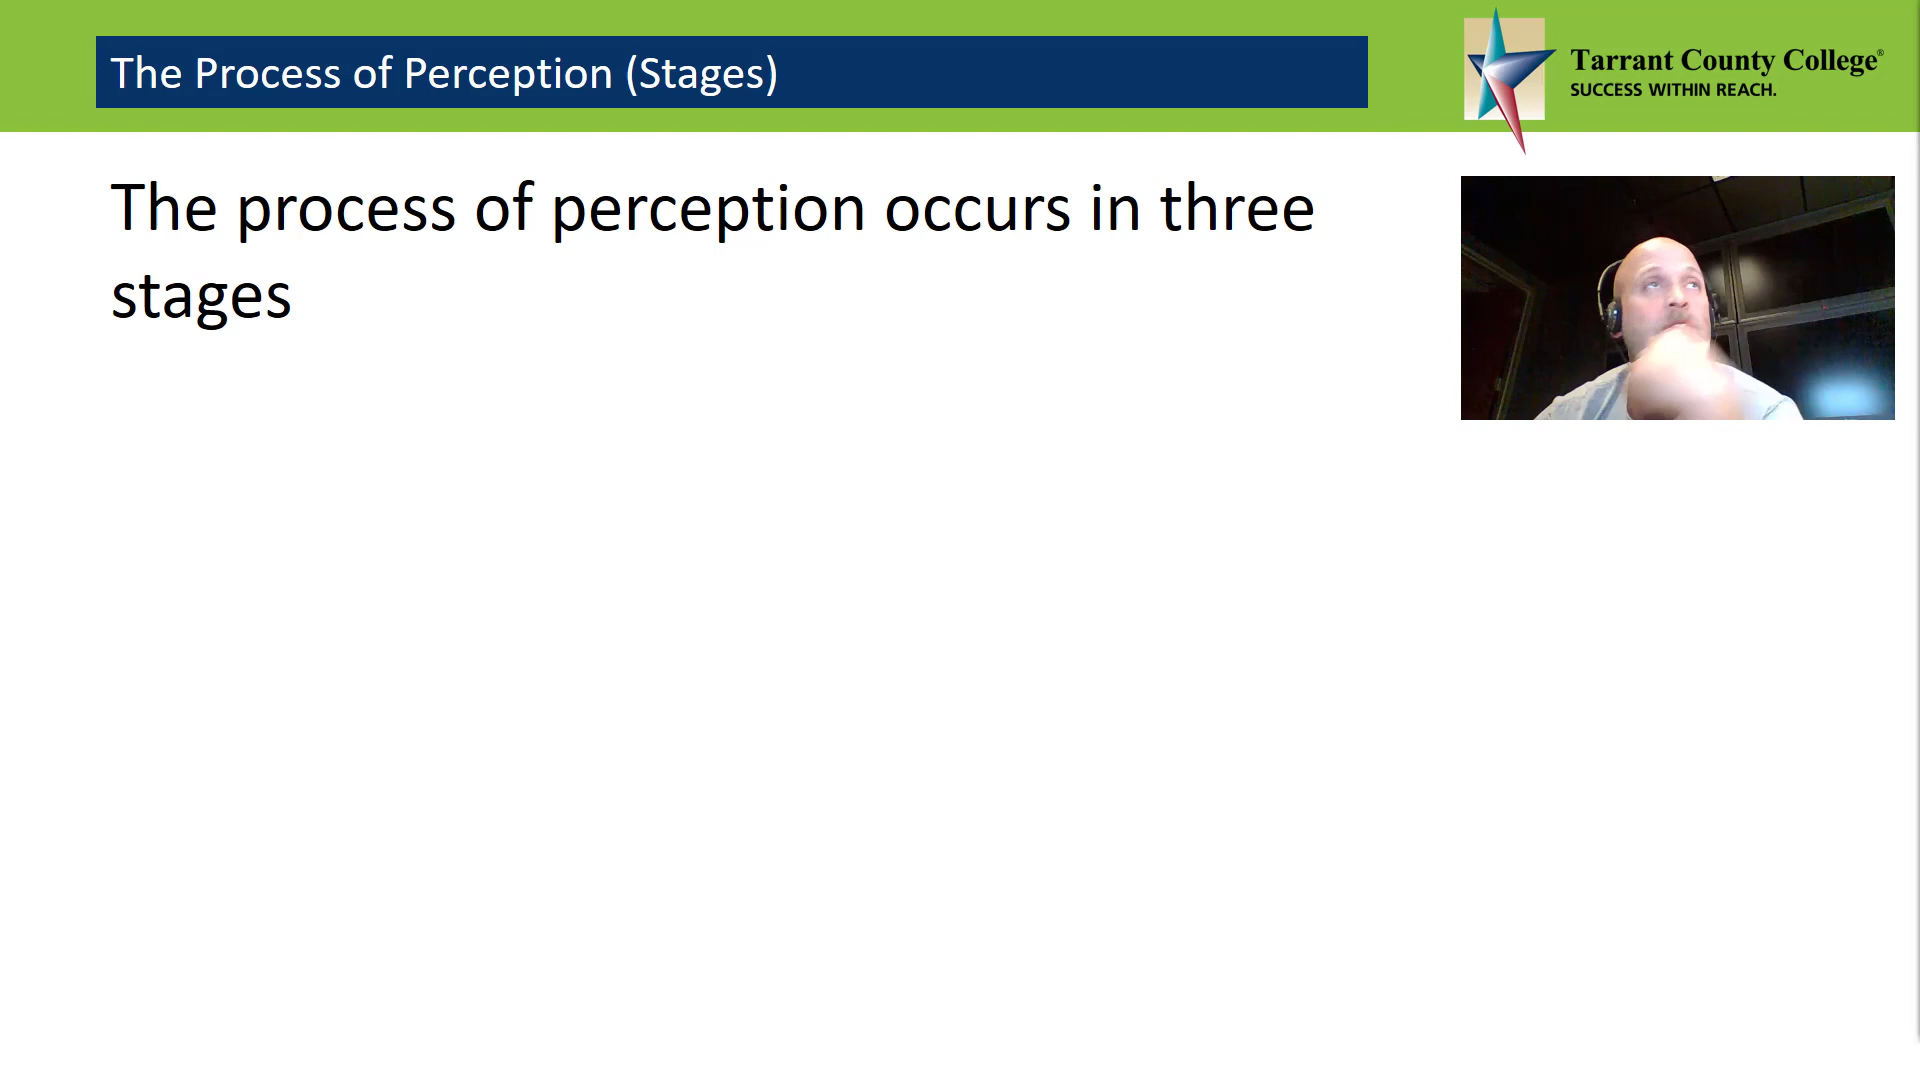 The Process of Perception (Stages)
Tarrant County College®
SUCCESS WITHIN REACH.
The process of perception occurs in three
stages